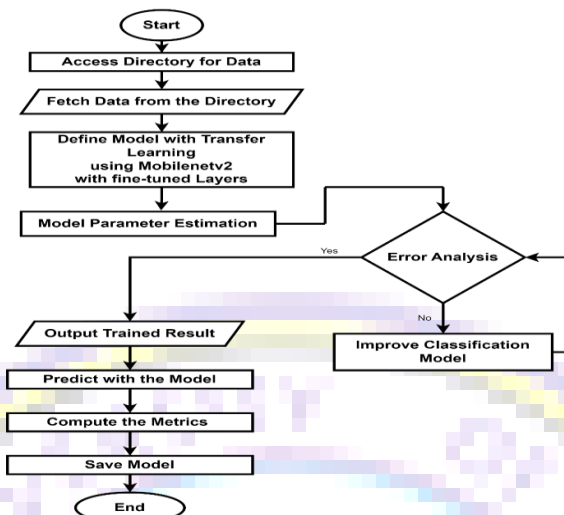 Start
Access Directory for Data
Fetch Data from the Directory
Define Model with Transfer
Learning
using Mobilenetv2
with fine-tuned Layers
Model Parameter Estimation
Yes
Error Analysis
No
Output Trained Result
Improve Classification
Model
Predict with the Model
Compute the Metrics
Save Model
End